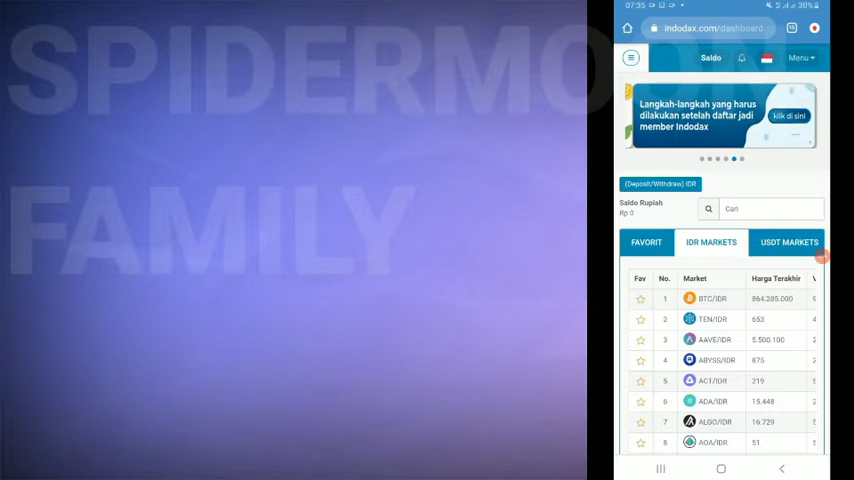 SPIDERMOON
FAMILY
07:35
30%
indodax.com/dashboard
Saldo
Menu
Langkah-langkah yang harus
dilakukan setelah daftar jadi
member Indodax
klik di sini
(Deposit/Withdraw) IDR
Saldo Rupiah
Rp 0
Cari
FAVORIT IDR MARKETS USDT MARKETS
Fav No. Market Harga Terakhir V
1 BTC/IDR 864.285.000
2 TEN/IDR 653
3 AAVE/IDR 5.500.100
4 ABYSS/IDR 875
5 ACT/IDR 219
6 ADA/IDR 15.448
7 ALGO/IDR 16.729
8 AOA/IDR 51